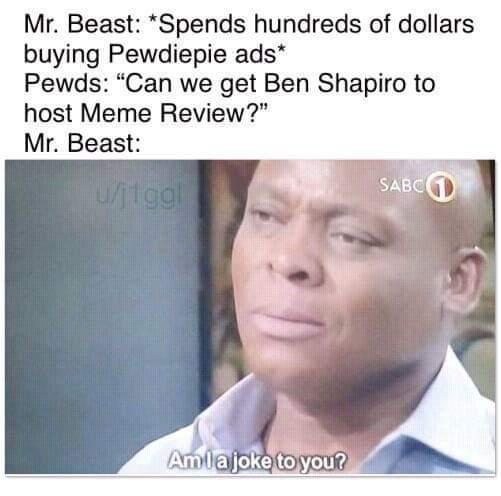 Mr. Beast: *Spends hundreds of dollars
buying Pewdiepie ads*
Pewds: “Can we get Ben Shapiro to
host Meme Review?”
Mr. Beast:
u/j1ggl
SABC 1
Am I a joke to you?